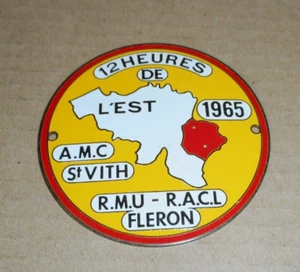 12 HEURES
DE
L'EST
1965
A.M.C
St VITH
R.M.U - R.A.C.L
FLERON